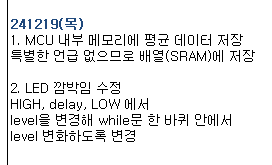 241219(목)
1. MCU 내부 메모리에 평균 데이터 저장
특별한 언급 없으므로 배열(SRAM)에 저장
2. LED 깜박임 수정
HIGH, delay, LOW 에서
level을 변경해 while문 한 바퀴 안에서
level 변화하도록 변경